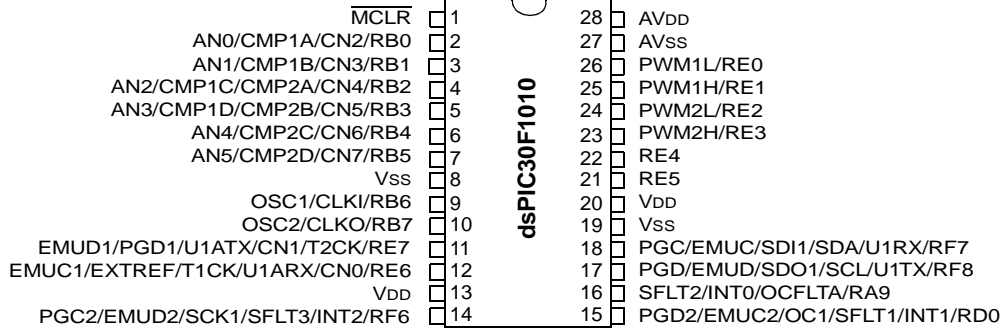 MCLR 1 28 AVDD
AN0/CMP1A/CN2/RB0 2 27 AVSS
AN1/CMP1B/CN3/RB1 3 26 PWM1L/RE0
AN2/CMP1C/CMP2A/CN4/RB2 4 25 PWM1H/RE1
AN3/CMP1D/CMP2B/CN5/RB3 5 24 PWM2L/RE2
AN4/CMP2C/CN6/RB4 6 23 PWM2H/RE3
AN5/CMP2D/CN7/RB5 7 22 RE4
VSS 8 21 RE5
OSC1/CLKI/RB6 9 20 VDD
OSC2/CLKO/RB7 10 19 VSS
EMUD1/PGD1/U1ATX/CN1/T2CK/RE7 11 18 PGC/EMUC/SDI1/SDA/U1RX/RF7
EMUC1/EXTREF/T1CK/U1ARX/CN0/RE6 12 17 PGD/EMUD/SDO1/SCL/U1TX/RF8
VDD 13 16 SFLT2/INT0/OCFLTA/RA9
PGC2/EMUD2/SCK1/SFLT3/INT2/RF6 14 15 PGD2/EMUC2/OC1/SFLT1/INT1/RD0
dsPIC30F1010